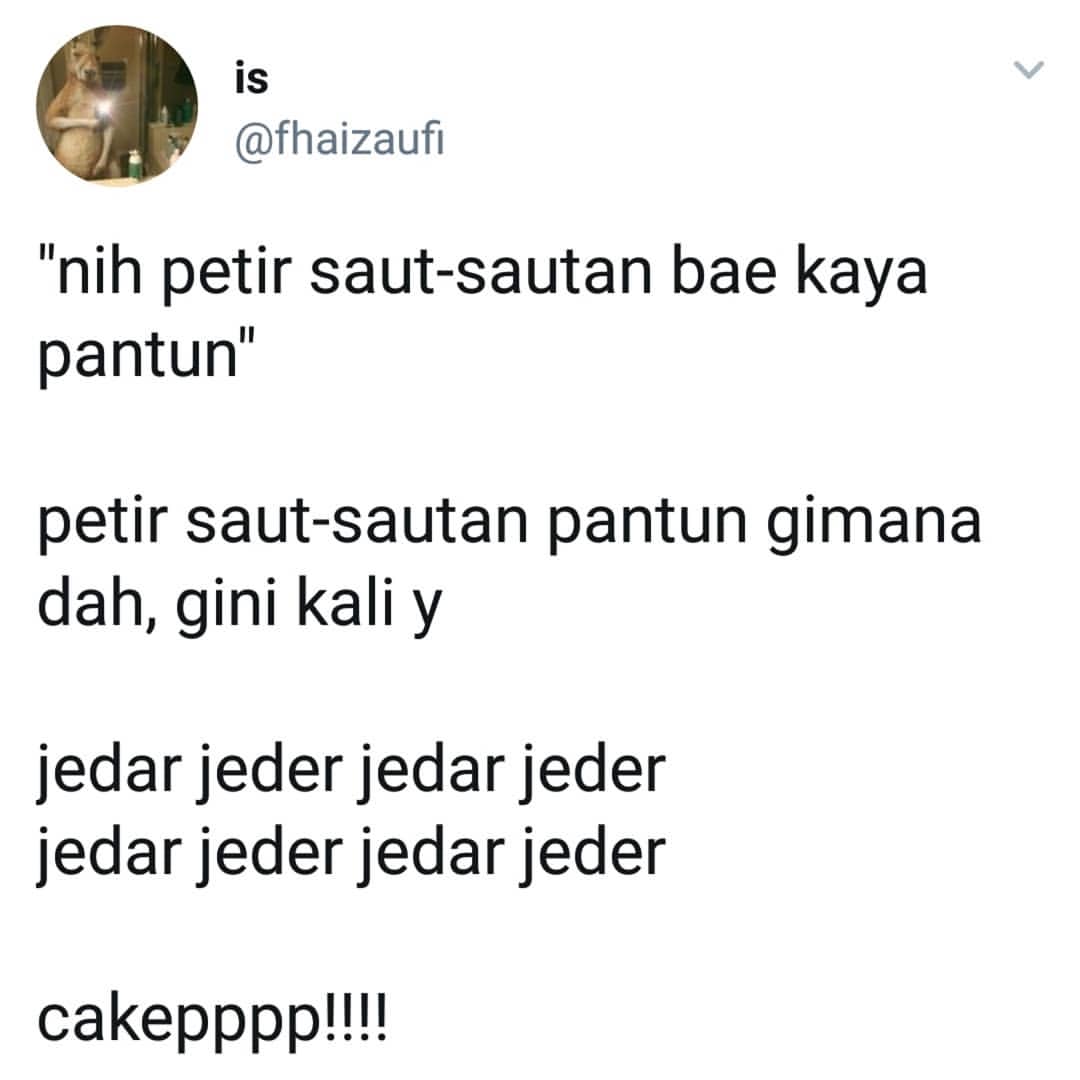 is
@fhaizaufi
"nih petir saut-sautan bae kaya
pantun"
petir saut-sautan pantun gimana
dah, gini kali y
jedar jeder jedar jeder
jedar jeder jedar jeder
cakepppp!!!!